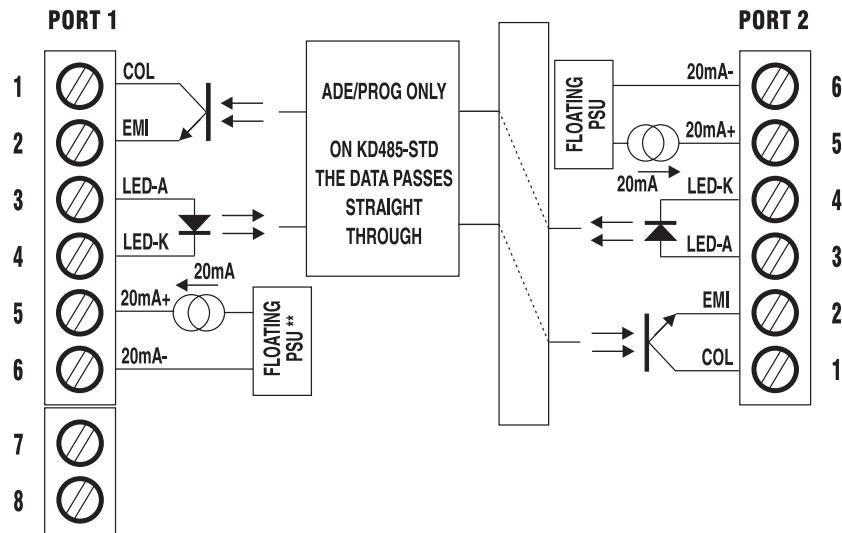 PORT 1
PORT 2
1
COL
2
EMI
3
LED-A
4
LED-K
5
20mA+
20mA
6
20mA-
FLOATING
PSU **
7
8
ADE/PROG ONLY
ON KD485-STD
THE DATA PASSES
STRAIGHT
THROUGH
FLOATING
PSU
20mA-
6
20mA+
5
20mA
LED-K
4
LED-A
3
EMI
2
COL
1